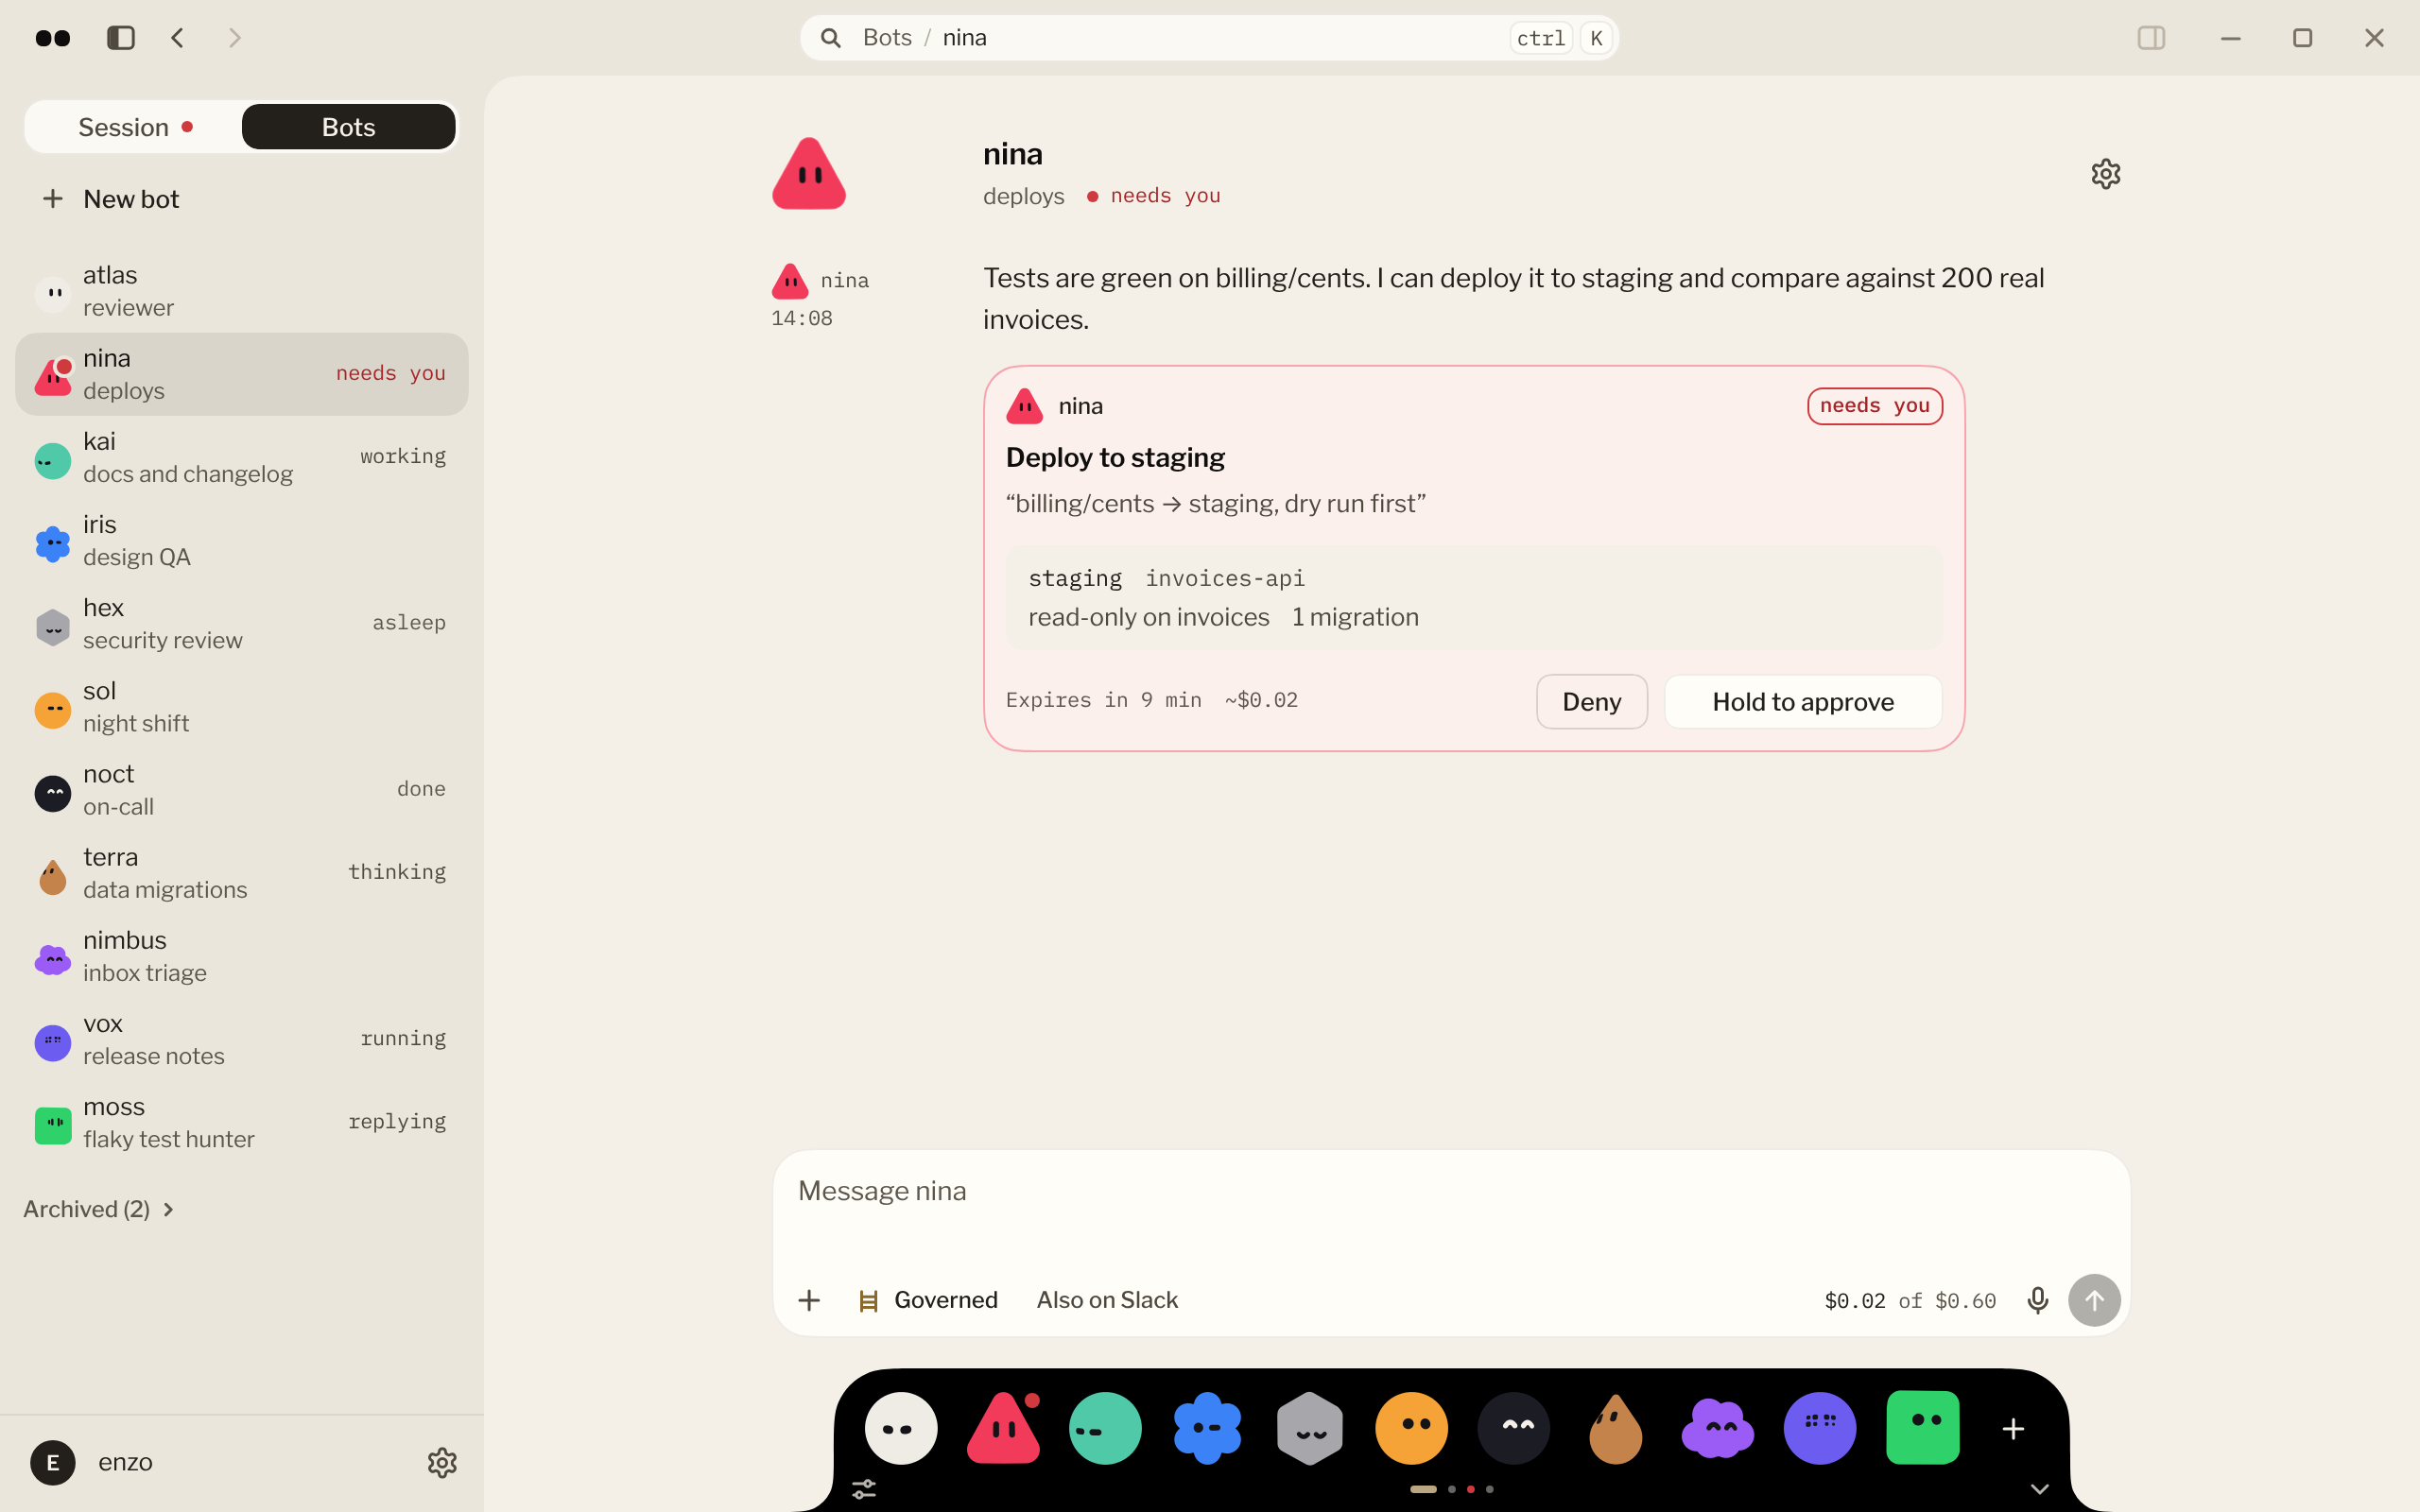 Bots / nina
ctrl K
Session
Bots
New bot
atlas
reviewer
nina
deploys
needs you
kai
docs and changelog
working
iris
design QA
hex
security review
asleep
sol
night shift
noct
on-call
done
terra
data migrations
thinking
nimbus
inbox triage
vox
release notes
running
moss
flaky test hunter
replying
Archived (2)
E
enzo
nina
deploys
needs you
nina
14:08
Tests are green on billing/cents. I can deploy it to staging and compare against 200 real
invoices.
nina
needs you
Deploy to staging
“billing/cents → staging, dry run first”
staging invoices-api
read-only on invoices 1 migration
Expires in 9 min ~$0.02
Deny
Hold to approve
Message nina
Governed
Also on Slack
$0.02 of $0.60